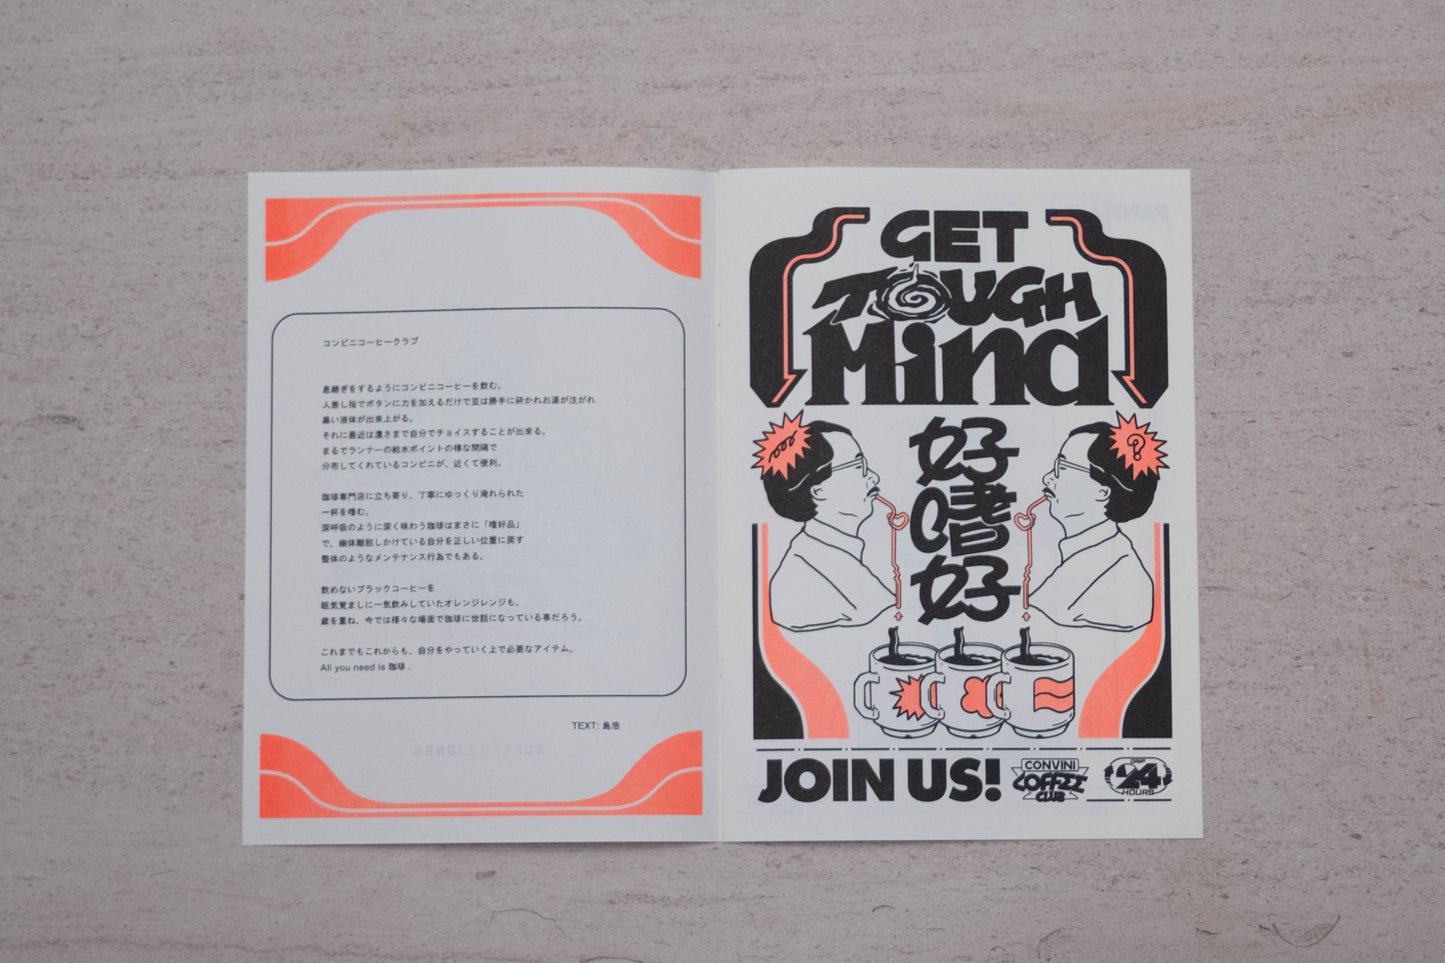 コンビニコーヒークラブ
息継ぎをするようにコンビニコーヒーを飲む。
人差し指でボタンに力を加えるだけで豆は勝手に砕かれお湯が注がれ
黒い液体が出来上がる。
それに最近は濃さまで自分でチョイスすることが出来る。
まるでランナーの給水ポイントの様な間隔で
分布してくれているコンビニが、近くて便利。
珈琲専門店に立ち寄り、丁寧にゆっくり淹れられた
一杯を嗜む。
深呼吸のように深く味わう珈琲はまさに「嗜好品」
で、幽体離脱しかけている自分を正しい位置に戻す
整体のようなメンテナンス行為でもある。
飲めないブラックコーヒーを
眠気覚ましに一気飲みしていたオレンジレンジも、
歳を重ね、今では様々な場面で珈琲に世話になっている事だろう。
これまでもこれからも、自分をやっていく上で必要なアイテム。
All you need is 珈琲.
TEXT: 島浩
GET
TOUGH
Mind
好
嗜
好
JOIN US!
CONVINI
COFFEE
CLUB
DRIP
24
HOURS